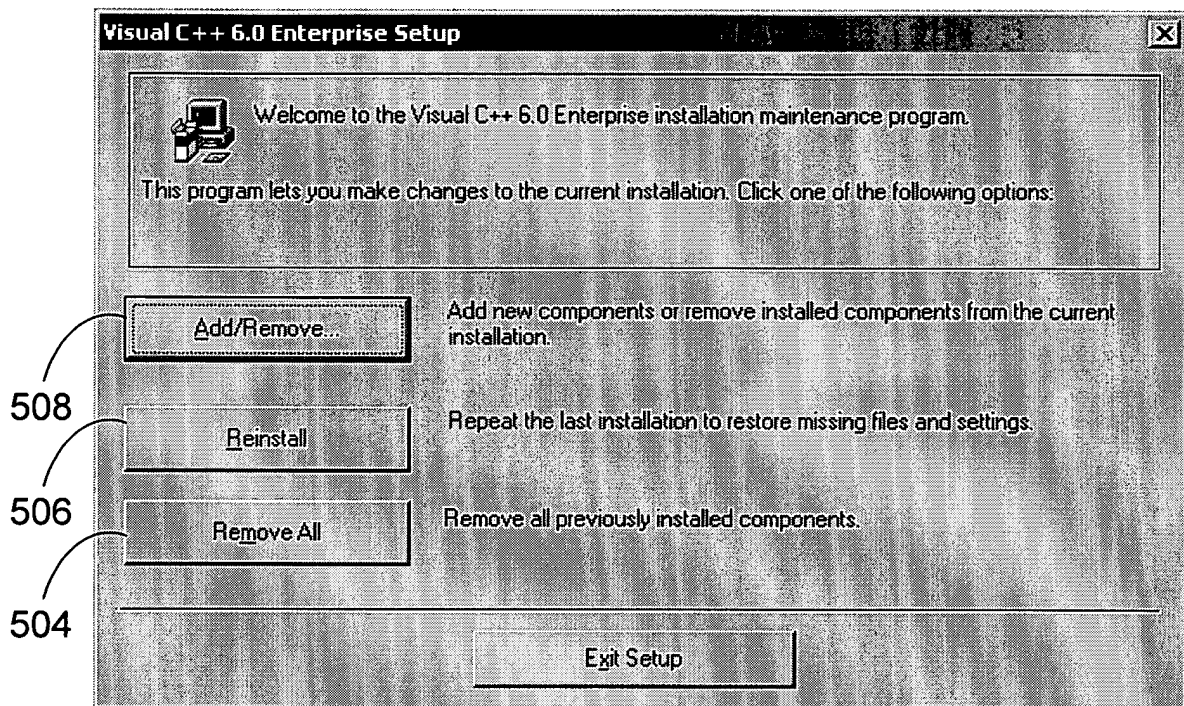 Visual C++ 6.0 Enterprise Setup
Welcome to the Visual C++ 6.0 Enterprise installation maintenance program.
This program lets you make changes to the current installation. Click one of the following options:
Add/Remove...
Add new components or remove installed components from the current
installation.
508
Reinstall
Repeat the last installation to restore missing files and settings.
506
Remove All
Remove all previously installed components.
504
Exit Setup